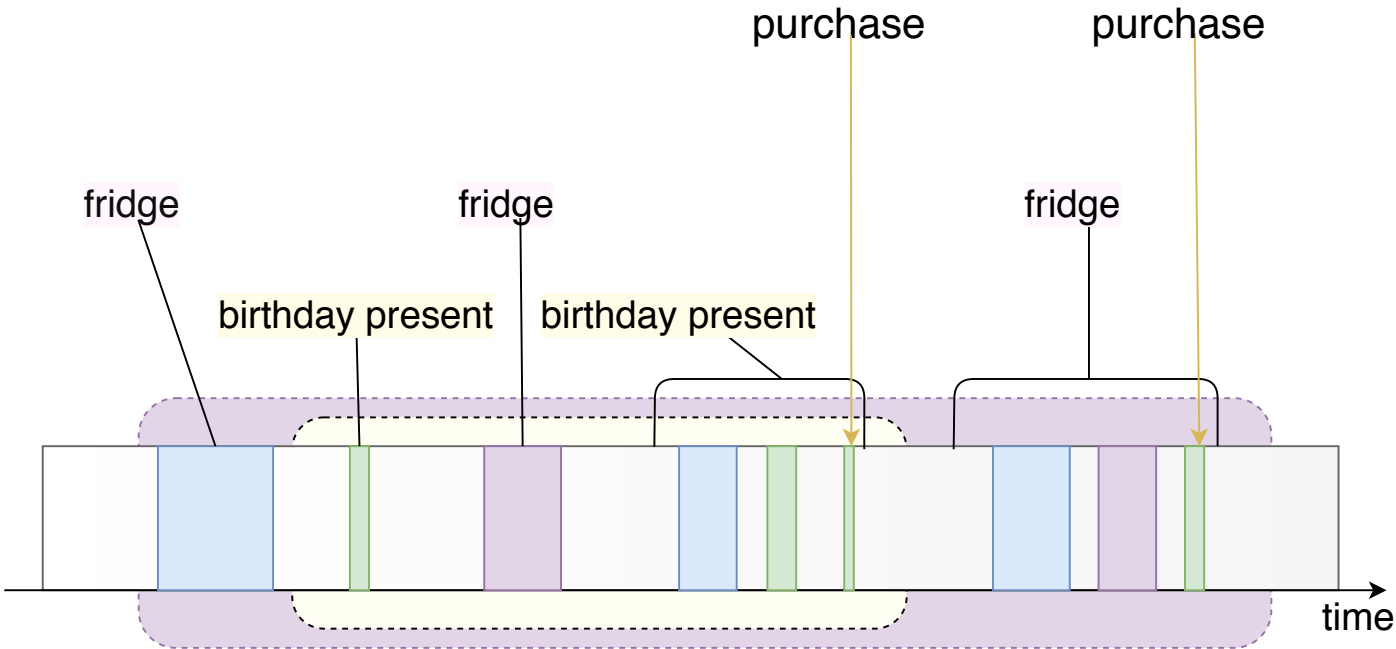 purchase
purchase
fridge
fridge
fridge
birthday present
birthday present
time